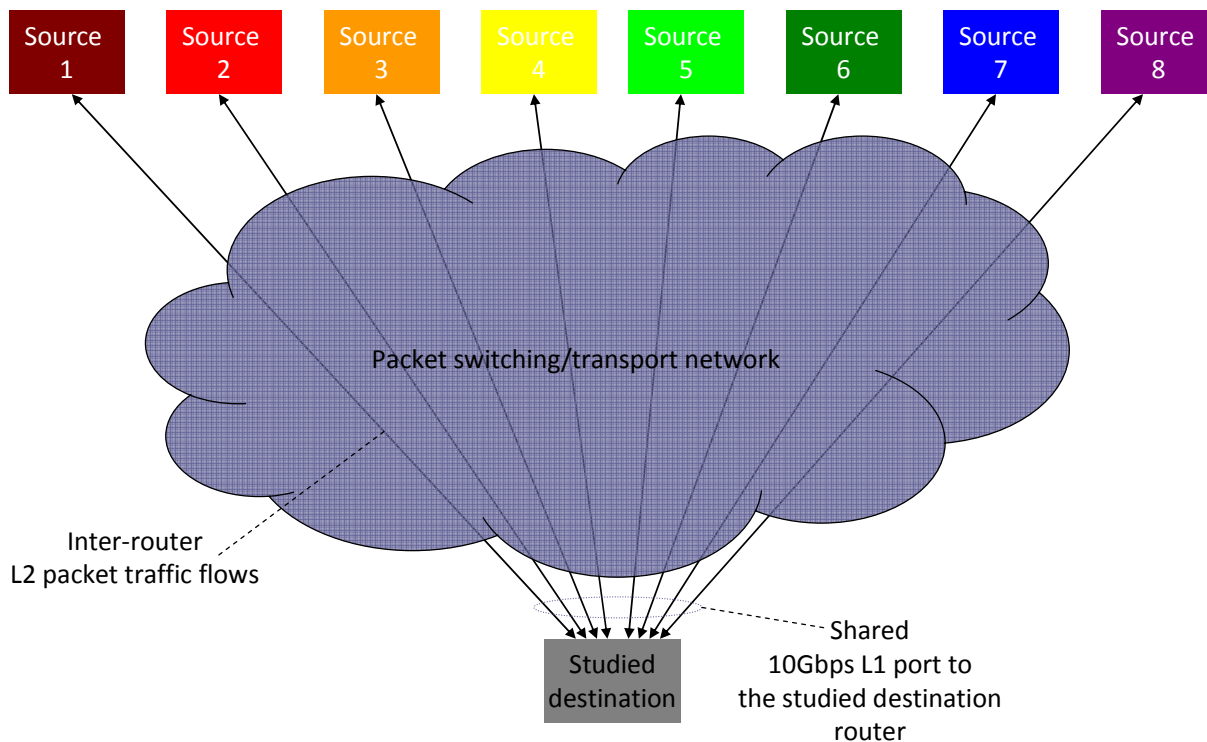 Source
1
Source
2
Source
3
Source
4
Source
5
Source
6
Source
7
Source
8
Packet switching/transport network
Inter-router
L2 packet traffic flows
Studied
destination
Shared
10Gbps L1 port to
the studied destination
router